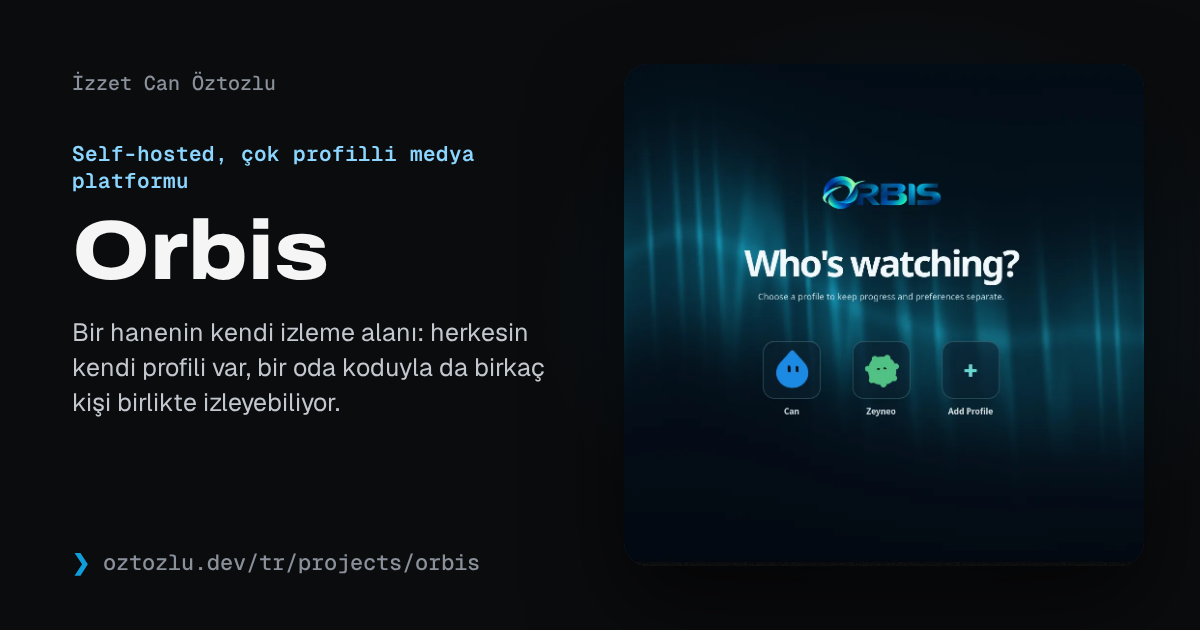 İzzet Can Öztozlu
Self-hosted, çok profilli medya
platformu
Orbis
Bir hanenin kendi izleme alanı: herkesin
kendi profili var, bir oda koduyla da birkaç
kişi birlikte izleyebiliyor.
❯ oztozlu.dev/tr/projects/orbis
ORBIS
Who's watching?
Choose a profile to keep progress and preferences separate.
+
Can
Zeyneo
Add Profile